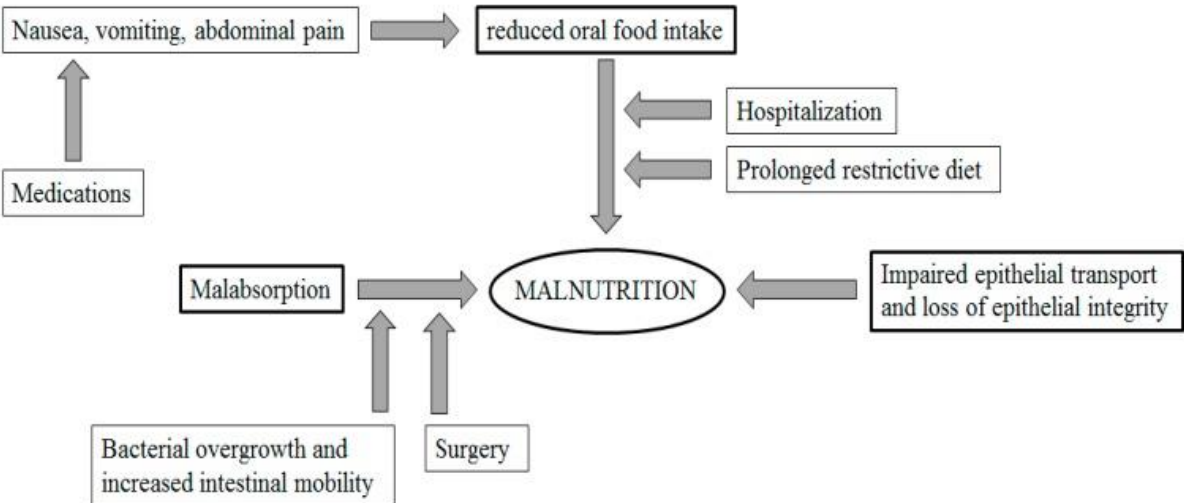 Nausea, vomiting, abdominal pain
reduced oral food intake
Hospitalization
Prolonged restrictive diet
Medications
Malabsorption
MALNUTRITION
Impaired epithelial transport
and loss of epithelial integrity
Bacterial overgrowth and
increased intestinal mobility
Surgery